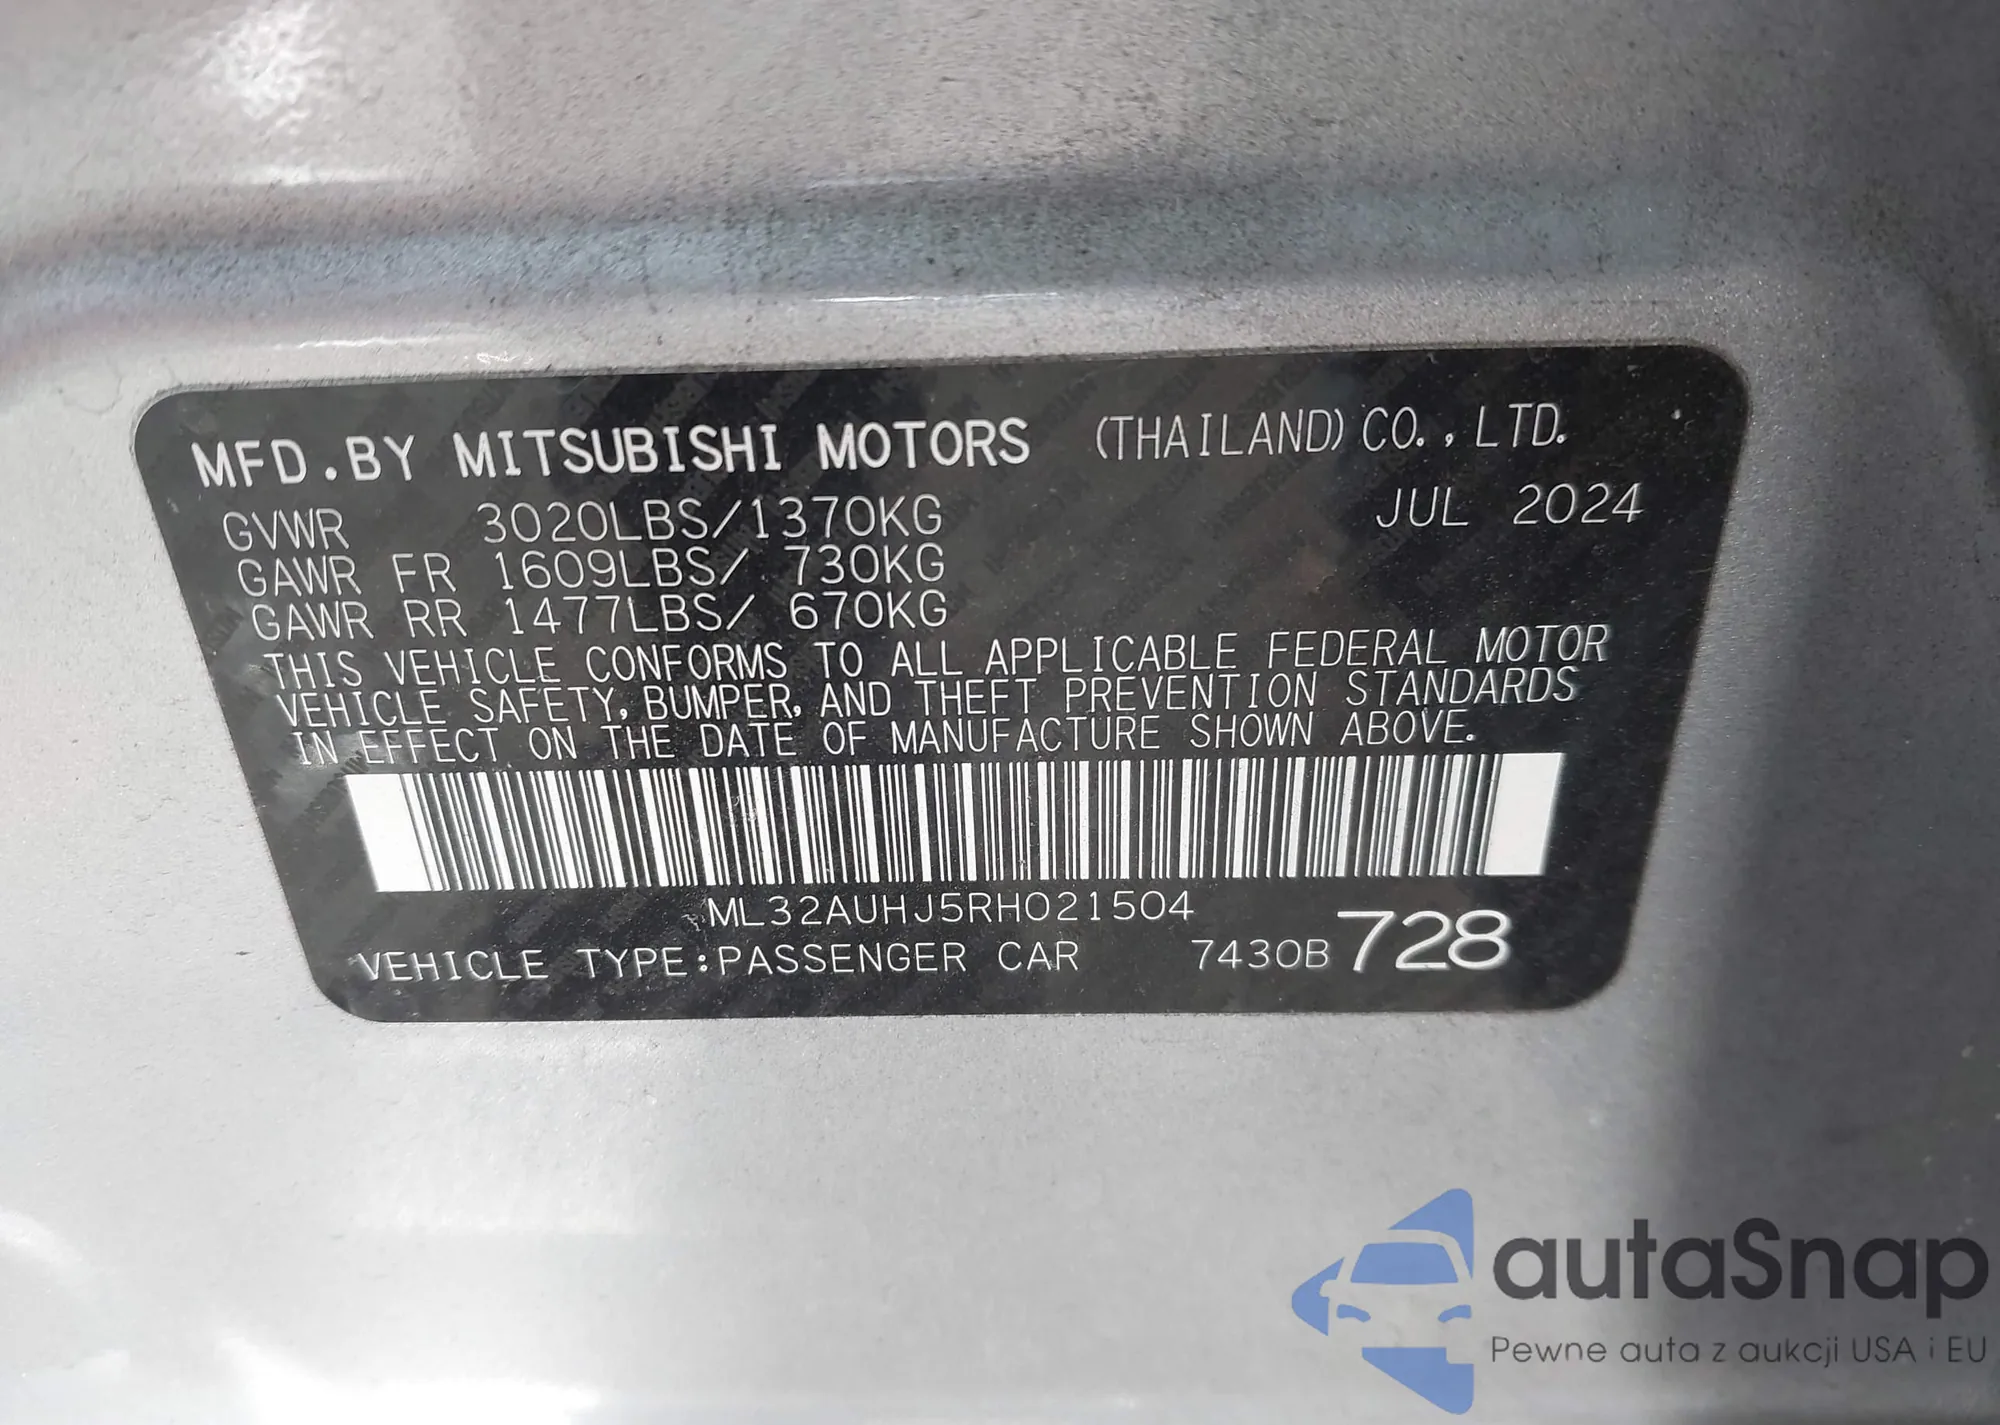 MFD.BY MITSUBISHI MOTORS (THAILAND) CO., LTD.
GVWR 3020LBS/1370KG JUL 2024
GAWR FR 1609LBS/ 730KG
GAWR RR 1477LBS/ 670KG
THIS VEHICLE CONFORMS TO ALL APPLICABLE FEDERAL MOTOR
VEHICLE SAFETY, BUMPER, AND THEFT PREVENTION STANDARDS
IN EFFECT ON THE DATE OF MANUFACTURE SHOWN ABOVE.
ML32AUHJ5RH021504
VEHICLE TYPE:PASSENGER CAR 7430B 728
autaSnap
Pewne auta z aukcji USA i EU